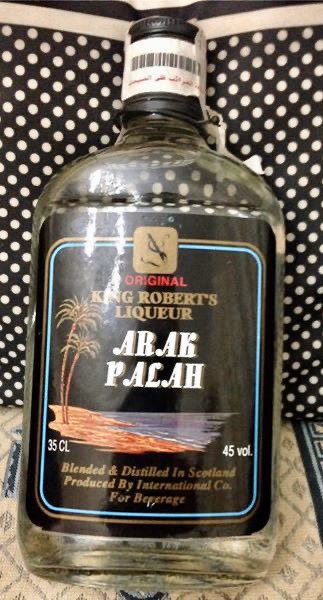 ORIGINAL
KING ROBERT'S
LIQUEUR
ARAK
PALAH
35 CL
45 vol.
Blended & Distilled In Scotland
Produced By International Co.
For Beverage